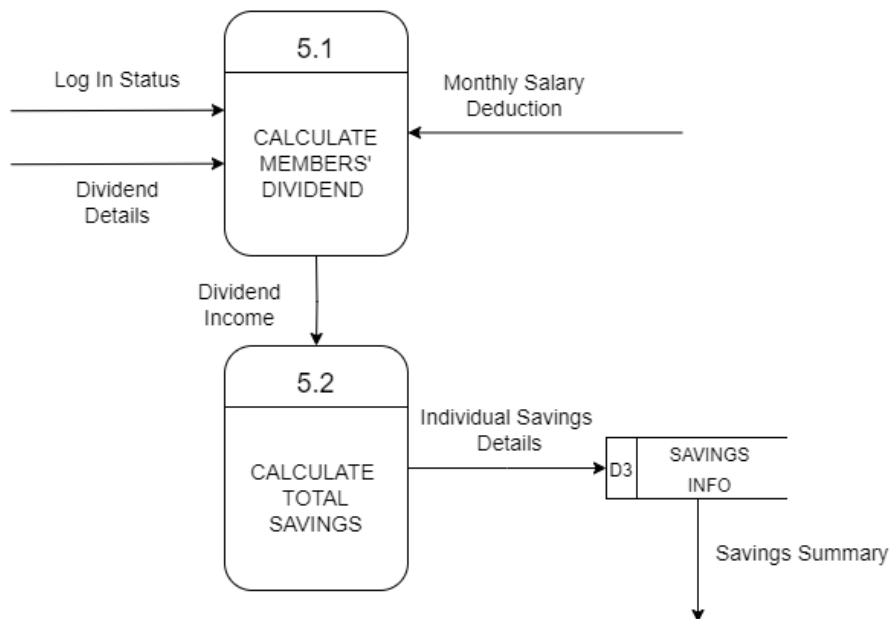 5.1
Log In Status
Monthly Salary
Deduction
CALCULATE
MEMBERS'
DIVIDEND
Dividend
Details
Dividend
Income
5.2
Individual Savings
Details
CALCULATE
TOTAL
SAVINGS
D3
SAVINGS
INFO
Savings Summary